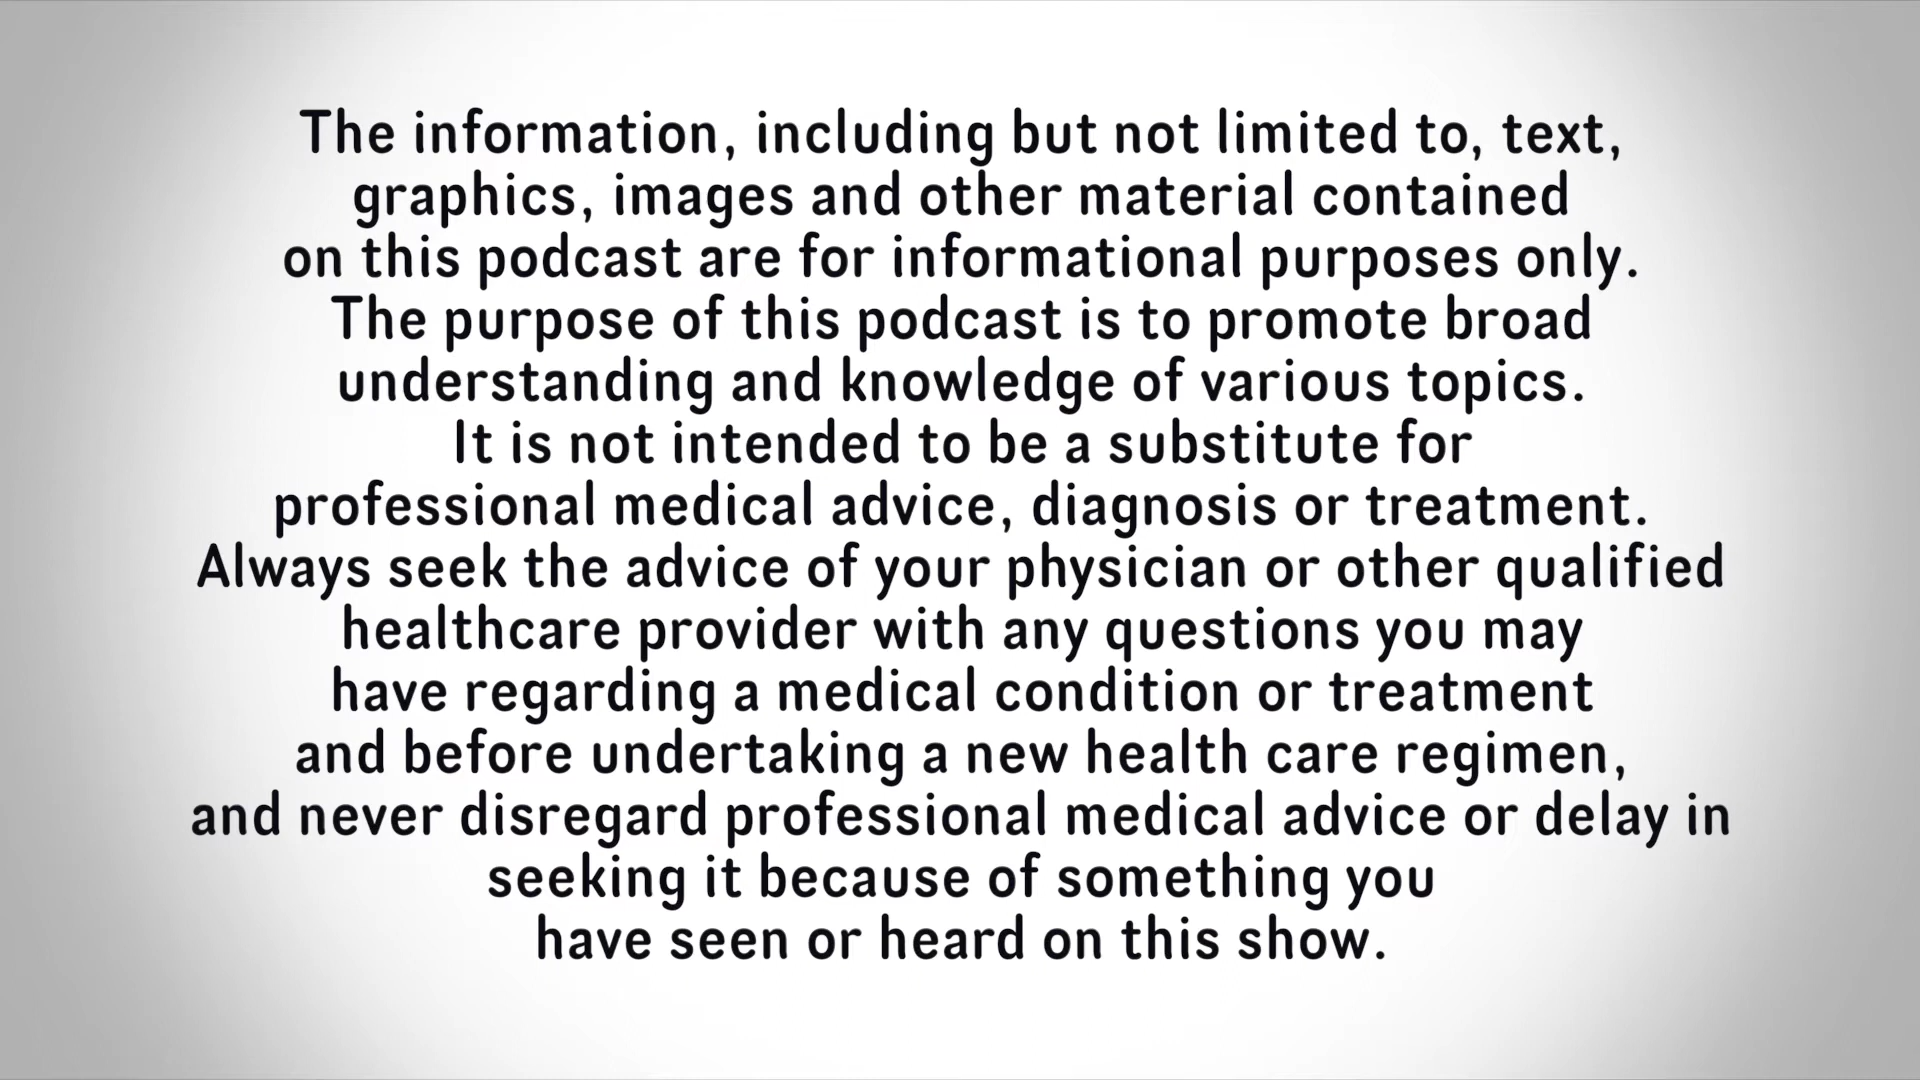 The information, including but not limited to, text,
graphics, images and other material contained
on this podcast are for informational purposes only.
The purpose of this podcast is to promote broad
understanding and knowledge of various topics.
It is not intended to be a substitute for
professional medical advice, diagnosis or treatment.
Always seek the advice of your physician or other qualified
healthcare provider with any questions you may
have regarding a medical condition or treatment
and before undertaking a new health care regimen,
and never disregard professional medical advice or delay in
seeking it because of something you
have seen or heard on this show.